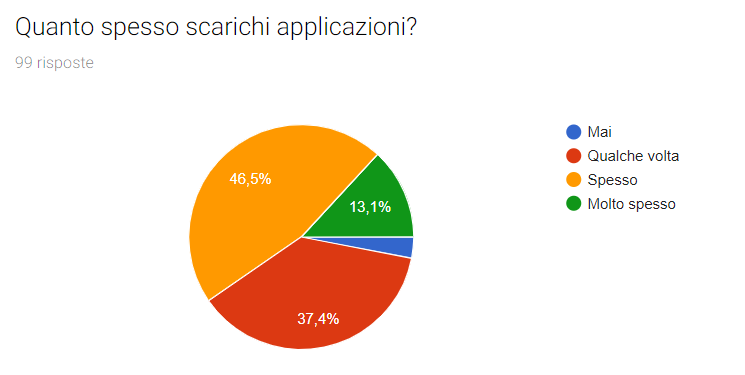 Quanto spesso scarichi applicazioni?
99 risposte
Mai
Qualche volta
Spesso
Molto spesso
46,5%
13,1%
37,4%